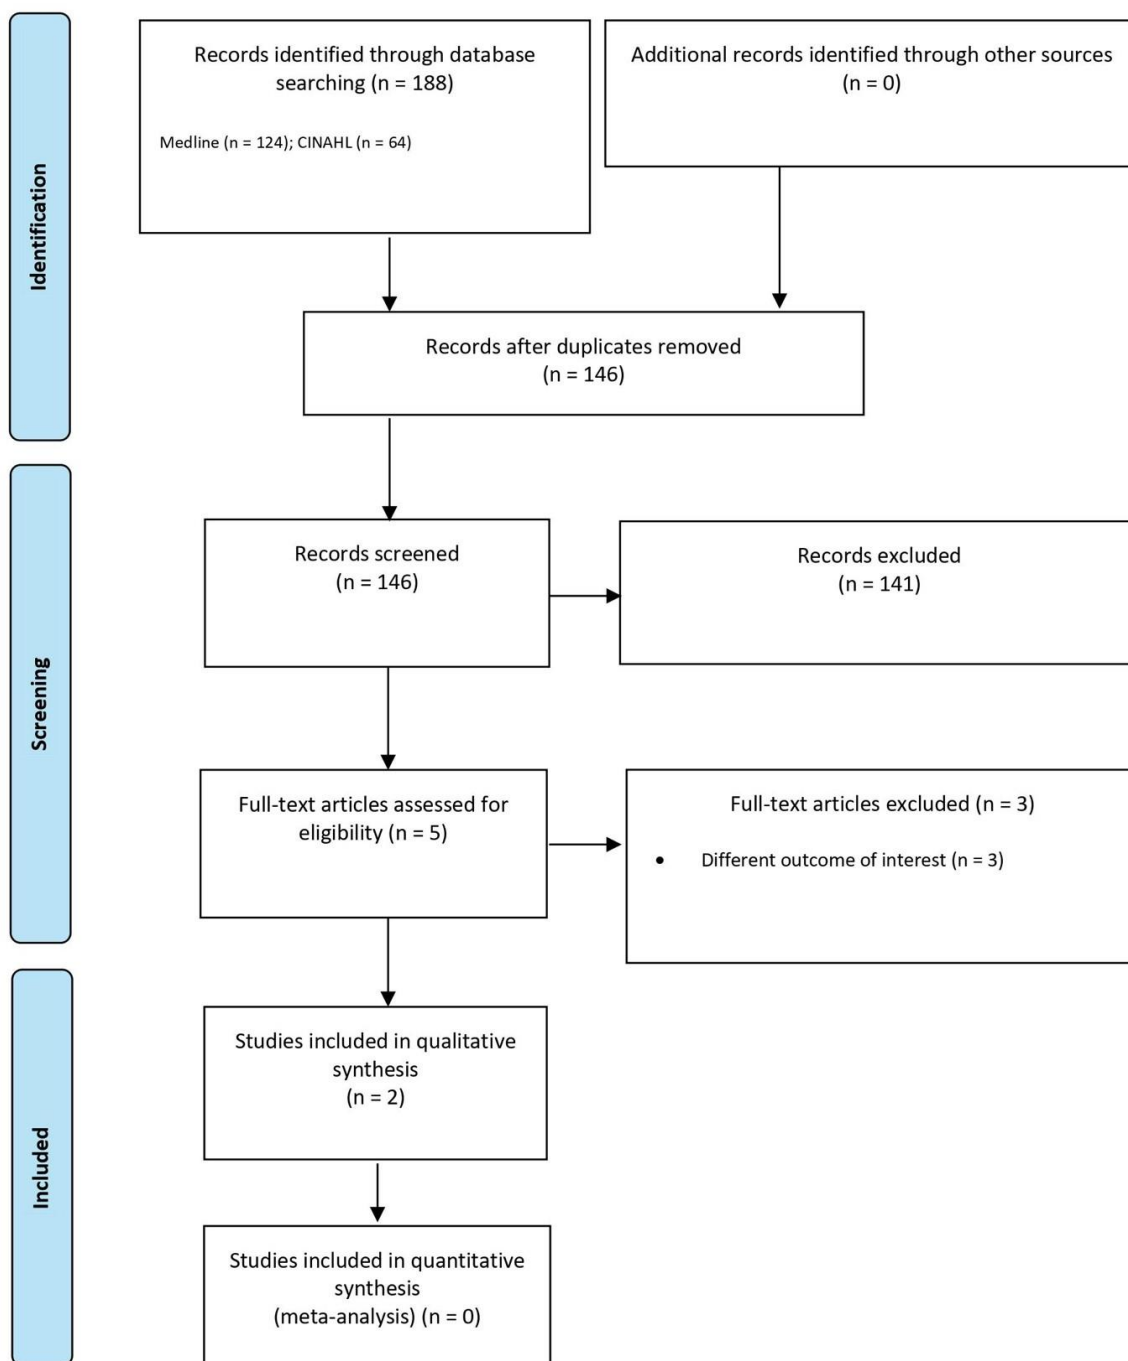 Identification
Records identified through database
searching (n = 188)
Medline (n = 124); CINAHL (n = 64)
Additional records identified through other sources
(n = 0)
Records after duplicates removed
(n = 146)
Screening
Records screened
(n = 146)
Records excluded
(n = 141)
Full-text articles assessed for
eligibility (n = 5)
Full-text articles excluded (n = 3)
• Different outcome of interest (n = 3)
Included
Studies included in qualitative
synthesis
(n = 2)
Studies included in quantitative
synthesis
(meta-analysis) (n = 0)